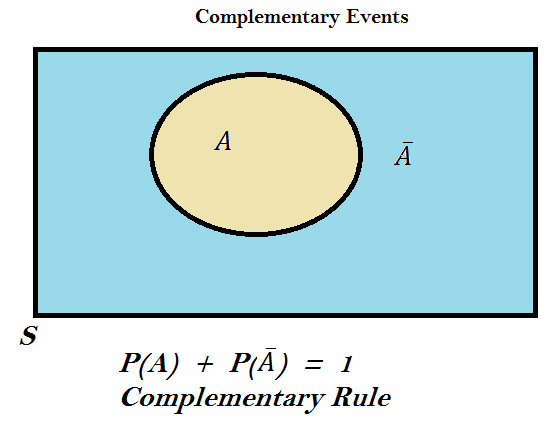 Complementary Events
A
Ā
S
P(A) + P(Ā) = 1
Complementary Rule